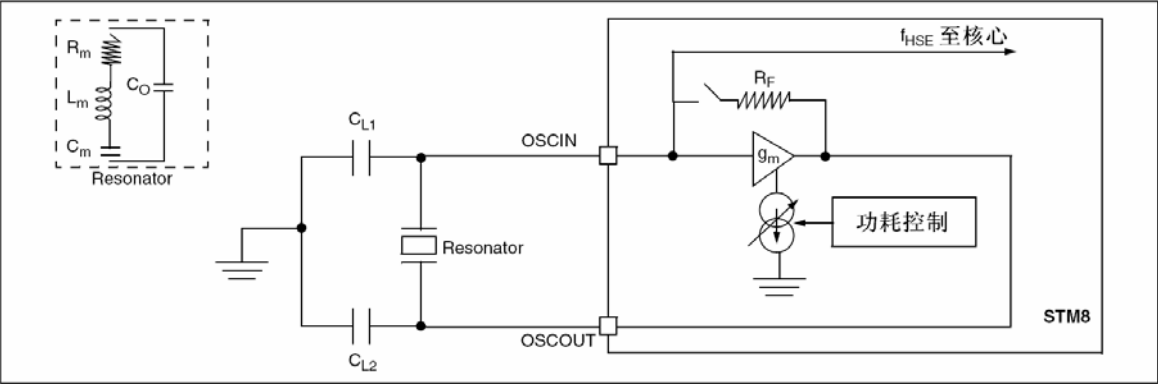 Rm
CO
Lm
Cm
Resonator
fHSE 至核心
RF
CL1
OSCIN
gm
Resonator
功耗控制
OSCOUT
CL2
STM8